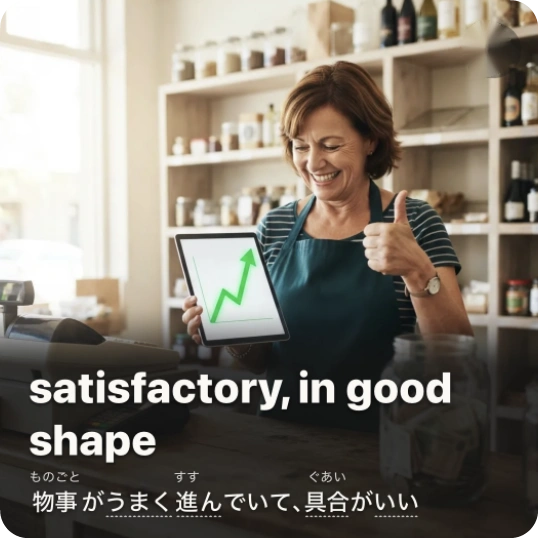 satisfactory, in good
shape
ものごと すす ぐあい
物事がうまく進んでいて、具合がいい